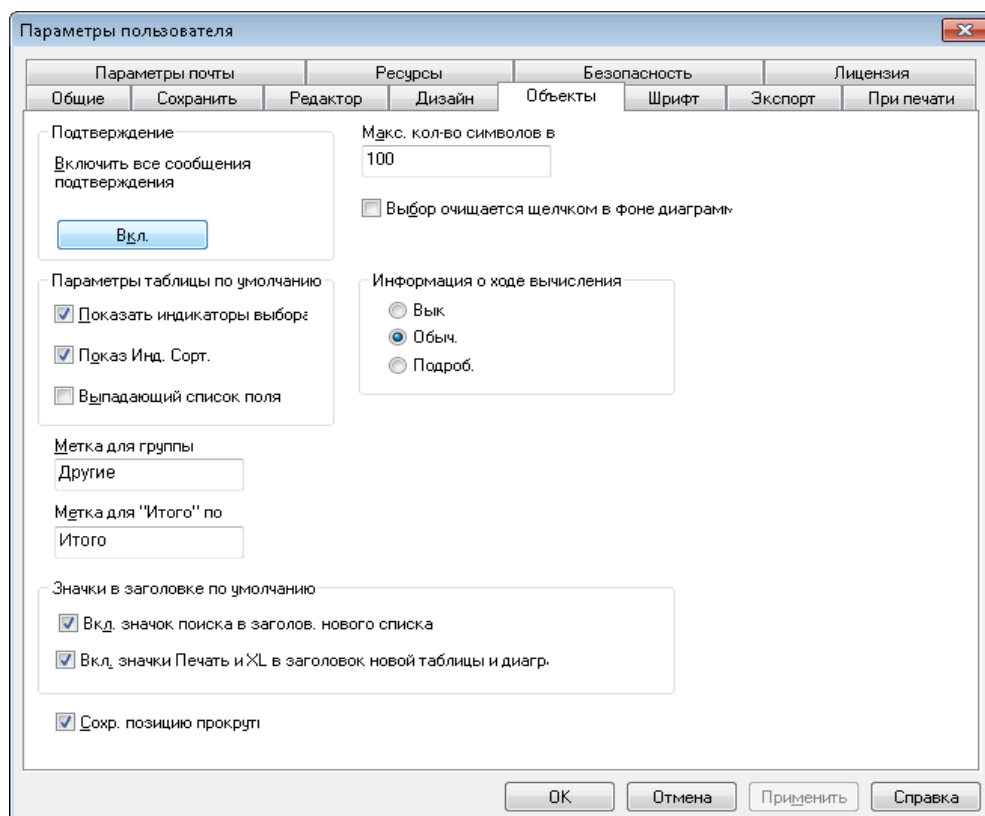 Параметры пользователя
Параметры почты Ресурсы Безопасность Лицензия
Общие Сохранить Редактор Дизайн Объекты Шрифт Экспорт При печати
Подтверждение
Включить все сообщения
подтверждения
Вкл.
Макс. кол-во символов в
100
Выбор очищается щелчком в фоне диаграмм
Параметры таблицы по умолчанию
Показать индикаторы выбора
Показ Инд. Сорт.
Выпадающий список поля
Информация о ходе вычисления
Вык
Обыч.
Подроб.
Метка для группы
Другие
Метка для "Итого" по
Итого
Значки в заголовке по умолчанию
Вкл. значок поиска в заголов. нового списка
Вкл. значки Печать и XL в заголовок новой таблицы и диагр.
Сохр. позицию прокрут
OK Отмена Применить Справка